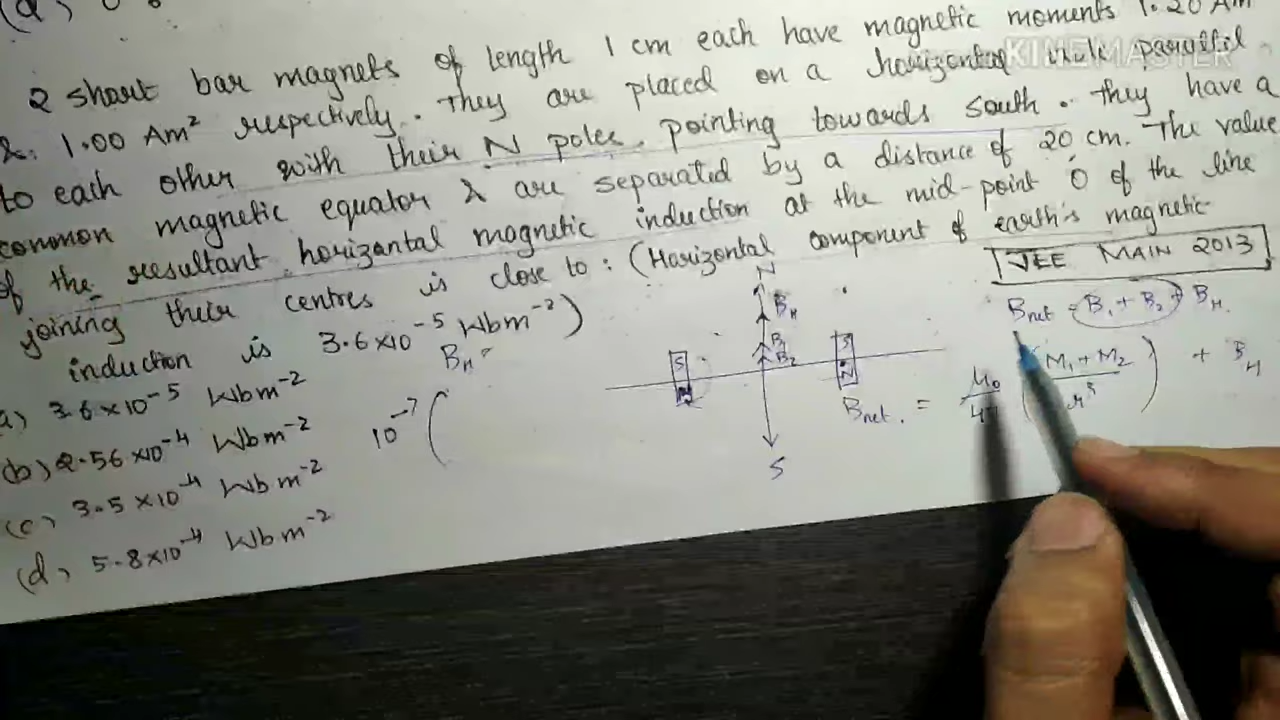 (a)
2 short bar magnets of length 1 cm each have magnetic moments 1.20 Am
&. 1.00 Am² respectively. They are placed on a horizontal parallel
to each other with their N poles. pointing towards south. They have a
common magnetic equator & are separated by a distance of 20 cm. The value
of the resultant horizantal magnetic induction at the mid-point 'O' of the line
joining their centres is close to : (Horizontal component of earth's magnetic
induction is 3.6×10⁻⁵ Wbm⁻²)
JEE MAIN 2013
a) 3.6×10⁻⁵ Wbm⁻²
(b) 2.56×10⁻⁴ Wbm⁻²
(c) 3.5×10⁻⁴ Wbm⁻²
(d) 5.8×10⁻⁴ Wbm⁻²
B_H =
10⁻⁷ (
N
B_H
B₁
B₂
S
N
S
N
S
B_net = B₁ + B₂ + B_H
B_net. = μ₀/4π (M₁+M₂/r³) + B_H
KINEMASTER